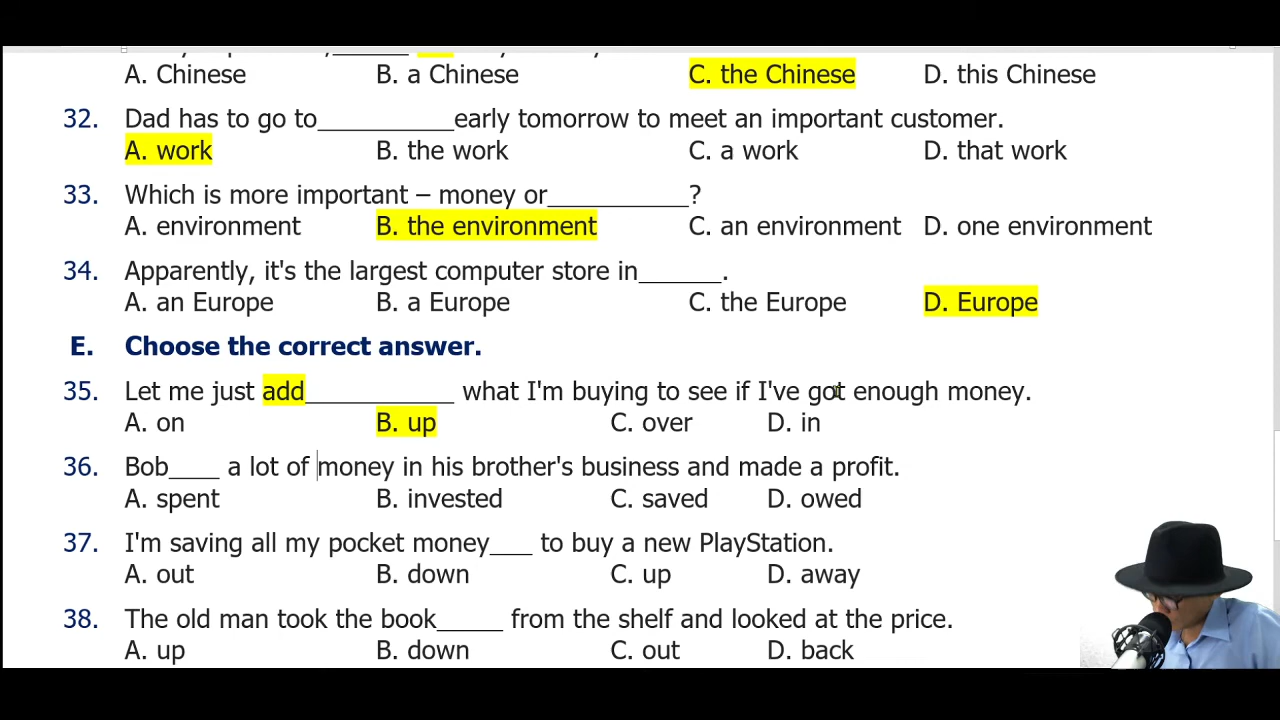 A. Chinese B. a Chinese C. the Chinese D. this Chinese
32. Dad has to go to__________early tomorrow to meet an important customer.
A. work B. the work C. a work D. that work
33. Which is more important – money or__________?
A. environment B. the environment C. an environment D. one environment
34. Apparently, it's the largest computer store in______.
A. an Europe B. a Europe C. the Europe D. Europe
E. Choose the correct answer.
35. Let me just add___________ what I'm buying to see if I've got enough money.
A. on B. up C. over D. in
36. Bob____ a lot of money in his brother's business and made a profit.
A. spent B. invested C. saved D. owed
37. I'm saving all my pocket money___ to buy a new PlayStation.
A. out B. down C. up D. away
38. The old man took the book_____ from the shelf and looked at the price.
A. up B. down C. out D. back